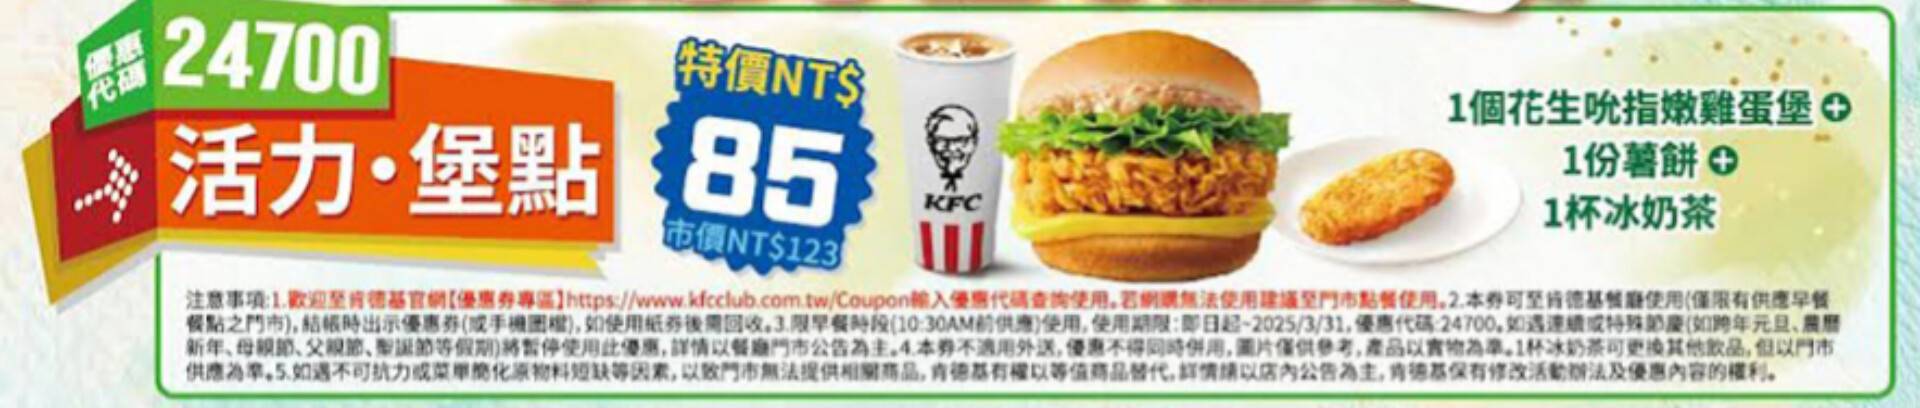 優惠
代碼
24700
活力·堡點
特價NT$
85
市價NT$123
KFC
1個花生吮指嫩雞蛋堡+
1份薯餅+
1杯冰奶茶
注意事項:1.歡迎至肯德基官網【優惠券專區】https://www.kfcclub.com.tw/Coupon輸入優惠代碼查詢使用。若網購無法使用建議至門市點餐使用。2.本券可至肯德基餐廳使用(僅限有供應早餐
餐點之門市),結帳時出示優惠券(或手機圖檔),如使用紙券後需回收。3.限早餐時段(10:30AM前供應)使用,使用期限:即日起~2025/3/31,優惠代碼:24700。如遇連續或特殊節慶(如跨年元旦、農曆
新年、母親節、父親節、聖誕節等假期)將暫停使用此優惠,詳情以餐廳門市公告為主。4.本券不適用外送,優惠不得同時併用,圖片僅供參考,產品以實物為準。1杯冰奶茶可更換其他飲品,但以門市
供應為準。5.如遇不可抗力或菜單簡化原物料短缺等因素,以致門市無法提供相關商品,肯德基有權以等值商品替代,詳情請以店內公告為主,肯德基保有修改活動辦法及優惠內容的權利。